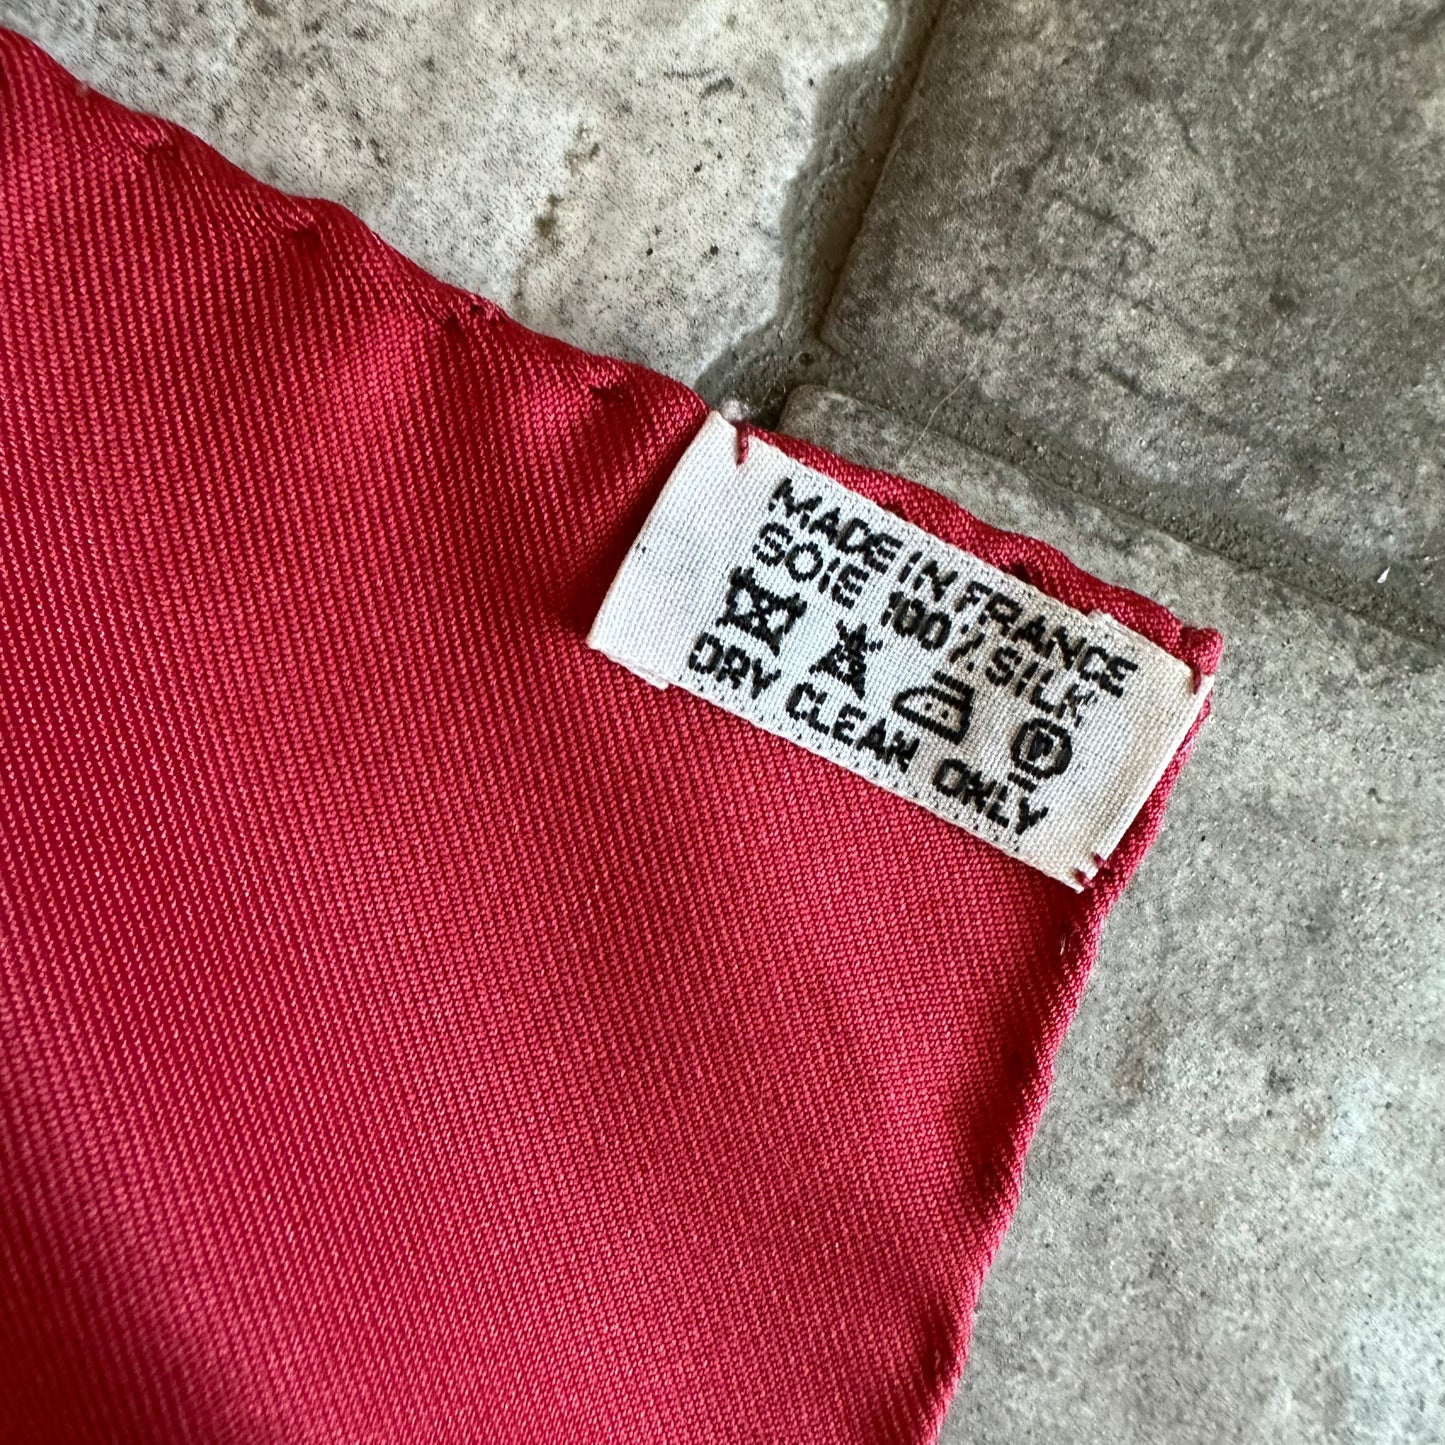 MADE IN FRANCE
SOIE 100% SILK
P
DRY CLEAN ONLY